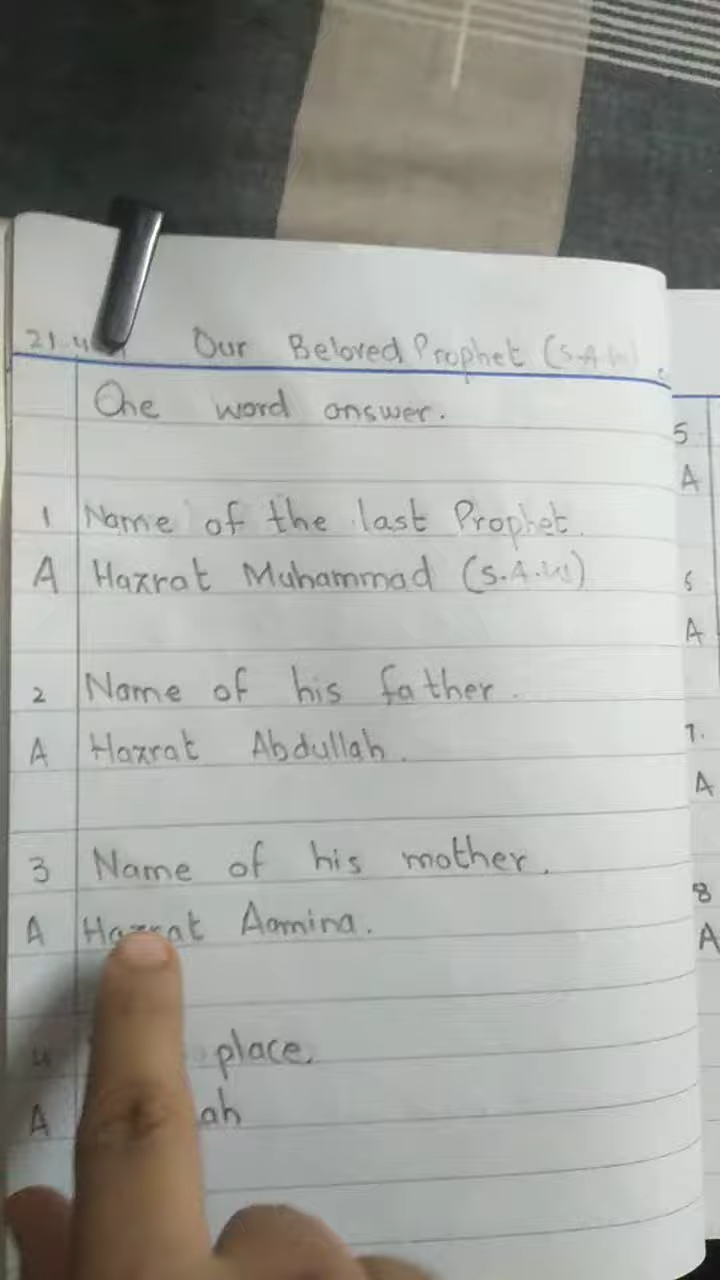 Our Beloved Prophet (S.A.W)
One word answer.
1 Name of the last Prophet.
A Hazrat Muhammad (S.A.W)
2 Name of his father.
A Hazrat Abdullah.
3 Name of his mother.
A Hazrat Aamina.
4 place.
A
5.
A
6
A
7.
A
8
A